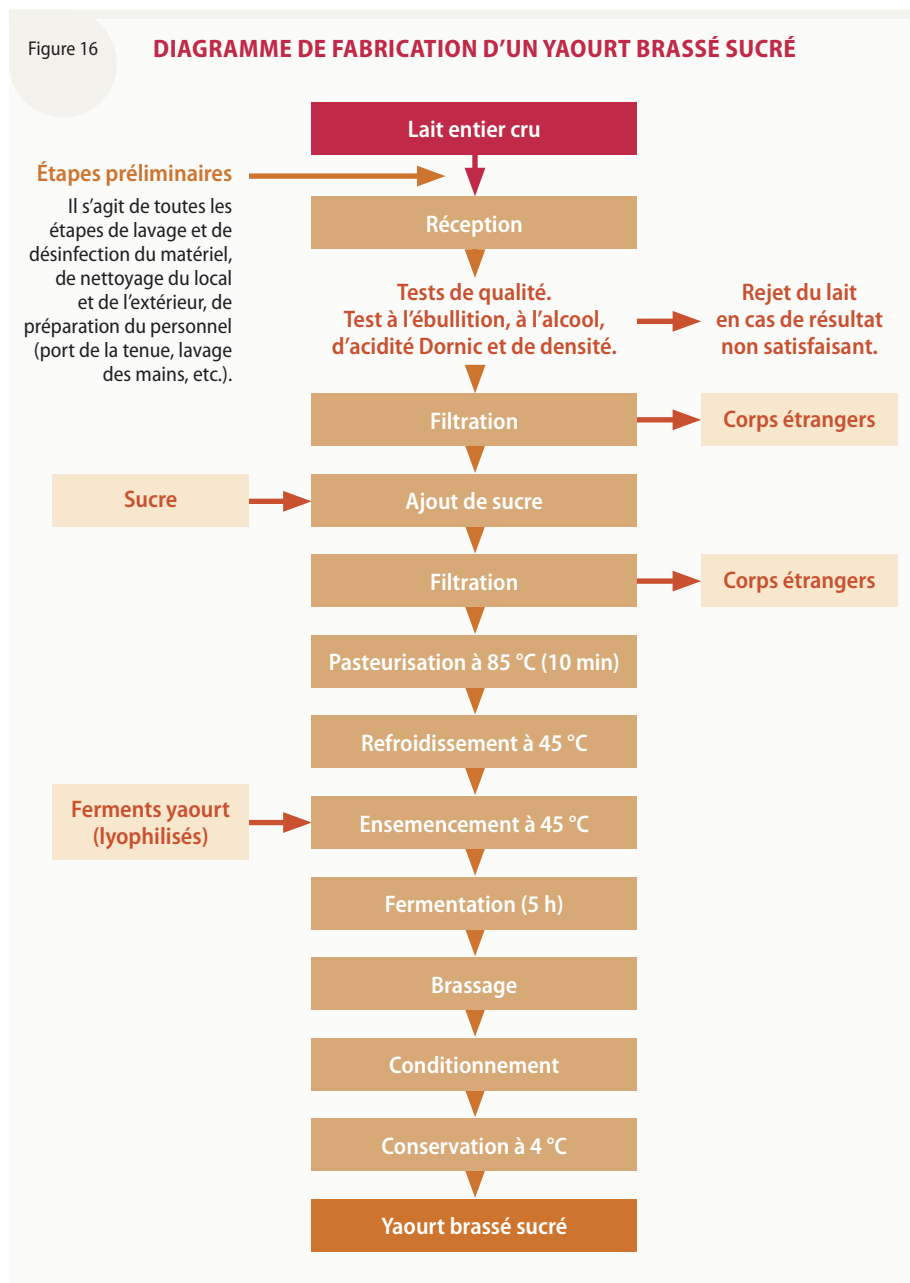 Figure 16
DIAGRAMME DE FABRICATION D’UN YAOURT BRASSÉ SUCRÉ
Lait entier cru
Étapes préliminaires
Il s’agit de toutes les
étapes de lavage et de
désinfection du matériel,
de nettoyage du local
et de l’extérieur, de
préparation du personnel
(port de la tenue, lavage
des mains, etc.).
Réception
Tests de qualité.
Test à l’ébullition, à l’alcool,
d’acidité Dornic et de densité.
Rejet du lait
en cas de résultat
non satisfaisant.
Filtration
Corps étrangers
Sucre
Ajout de sucre
Filtration
Corps étrangers
Pasteurisation à 85 °C (10 min)
Refroidissement à 45 °C
Ferments yaourt
(lyophilisés)
Ensemencement à 45 °C
Fermentation (5 h)
Brassage
Conditionnement
Conservation à 4 °C
Yaourt brassé sucré